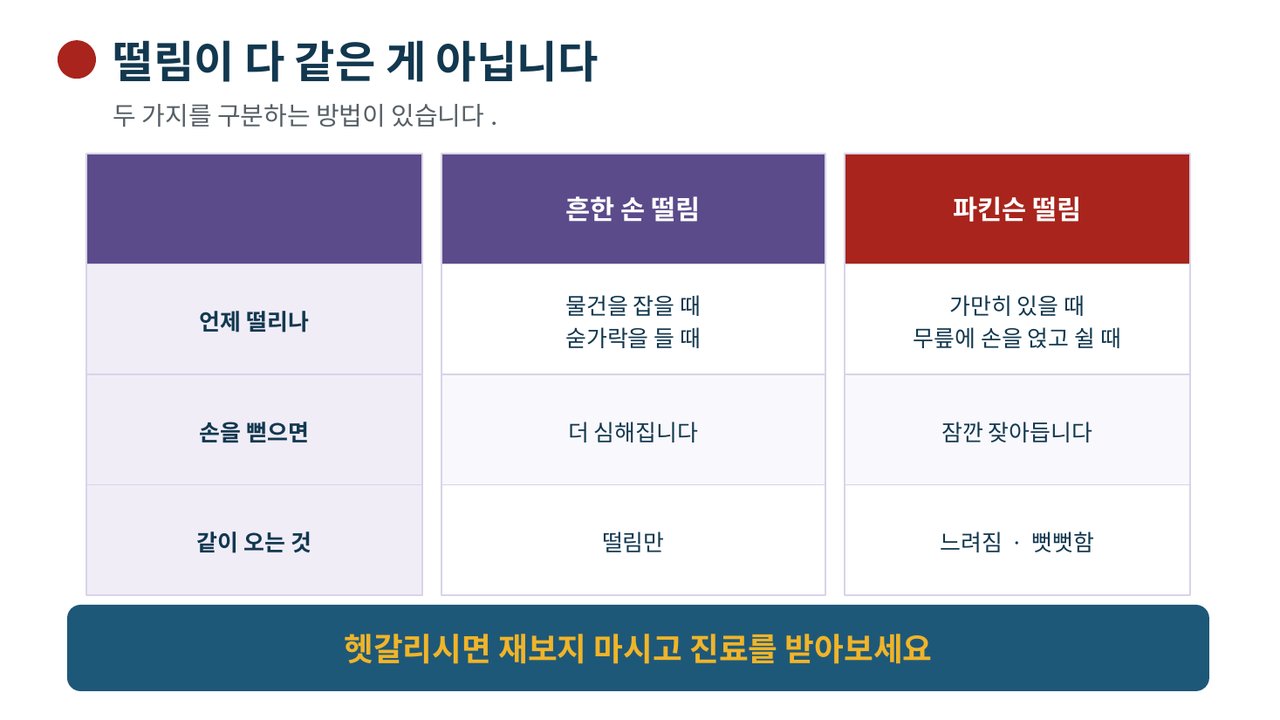 떨림이 다 같은 게 아닙니다
두 가지를 구분하는 방법이 있습니다 .
흔한 손 떨림
파킨슨 떨림
언제 떨리나
물건을 잡을 때
숟가락을 들 때
가만히 있을 때
무릎에 손을 얹고 쉴 때
손을 뻗으면
더 심해집니다
잠깐 잦아듭니다
같이 오는 것
떨림만
느려짐 · 뻣뻣함
헷갈리시면 재보지 마시고 진료를 받아보세요